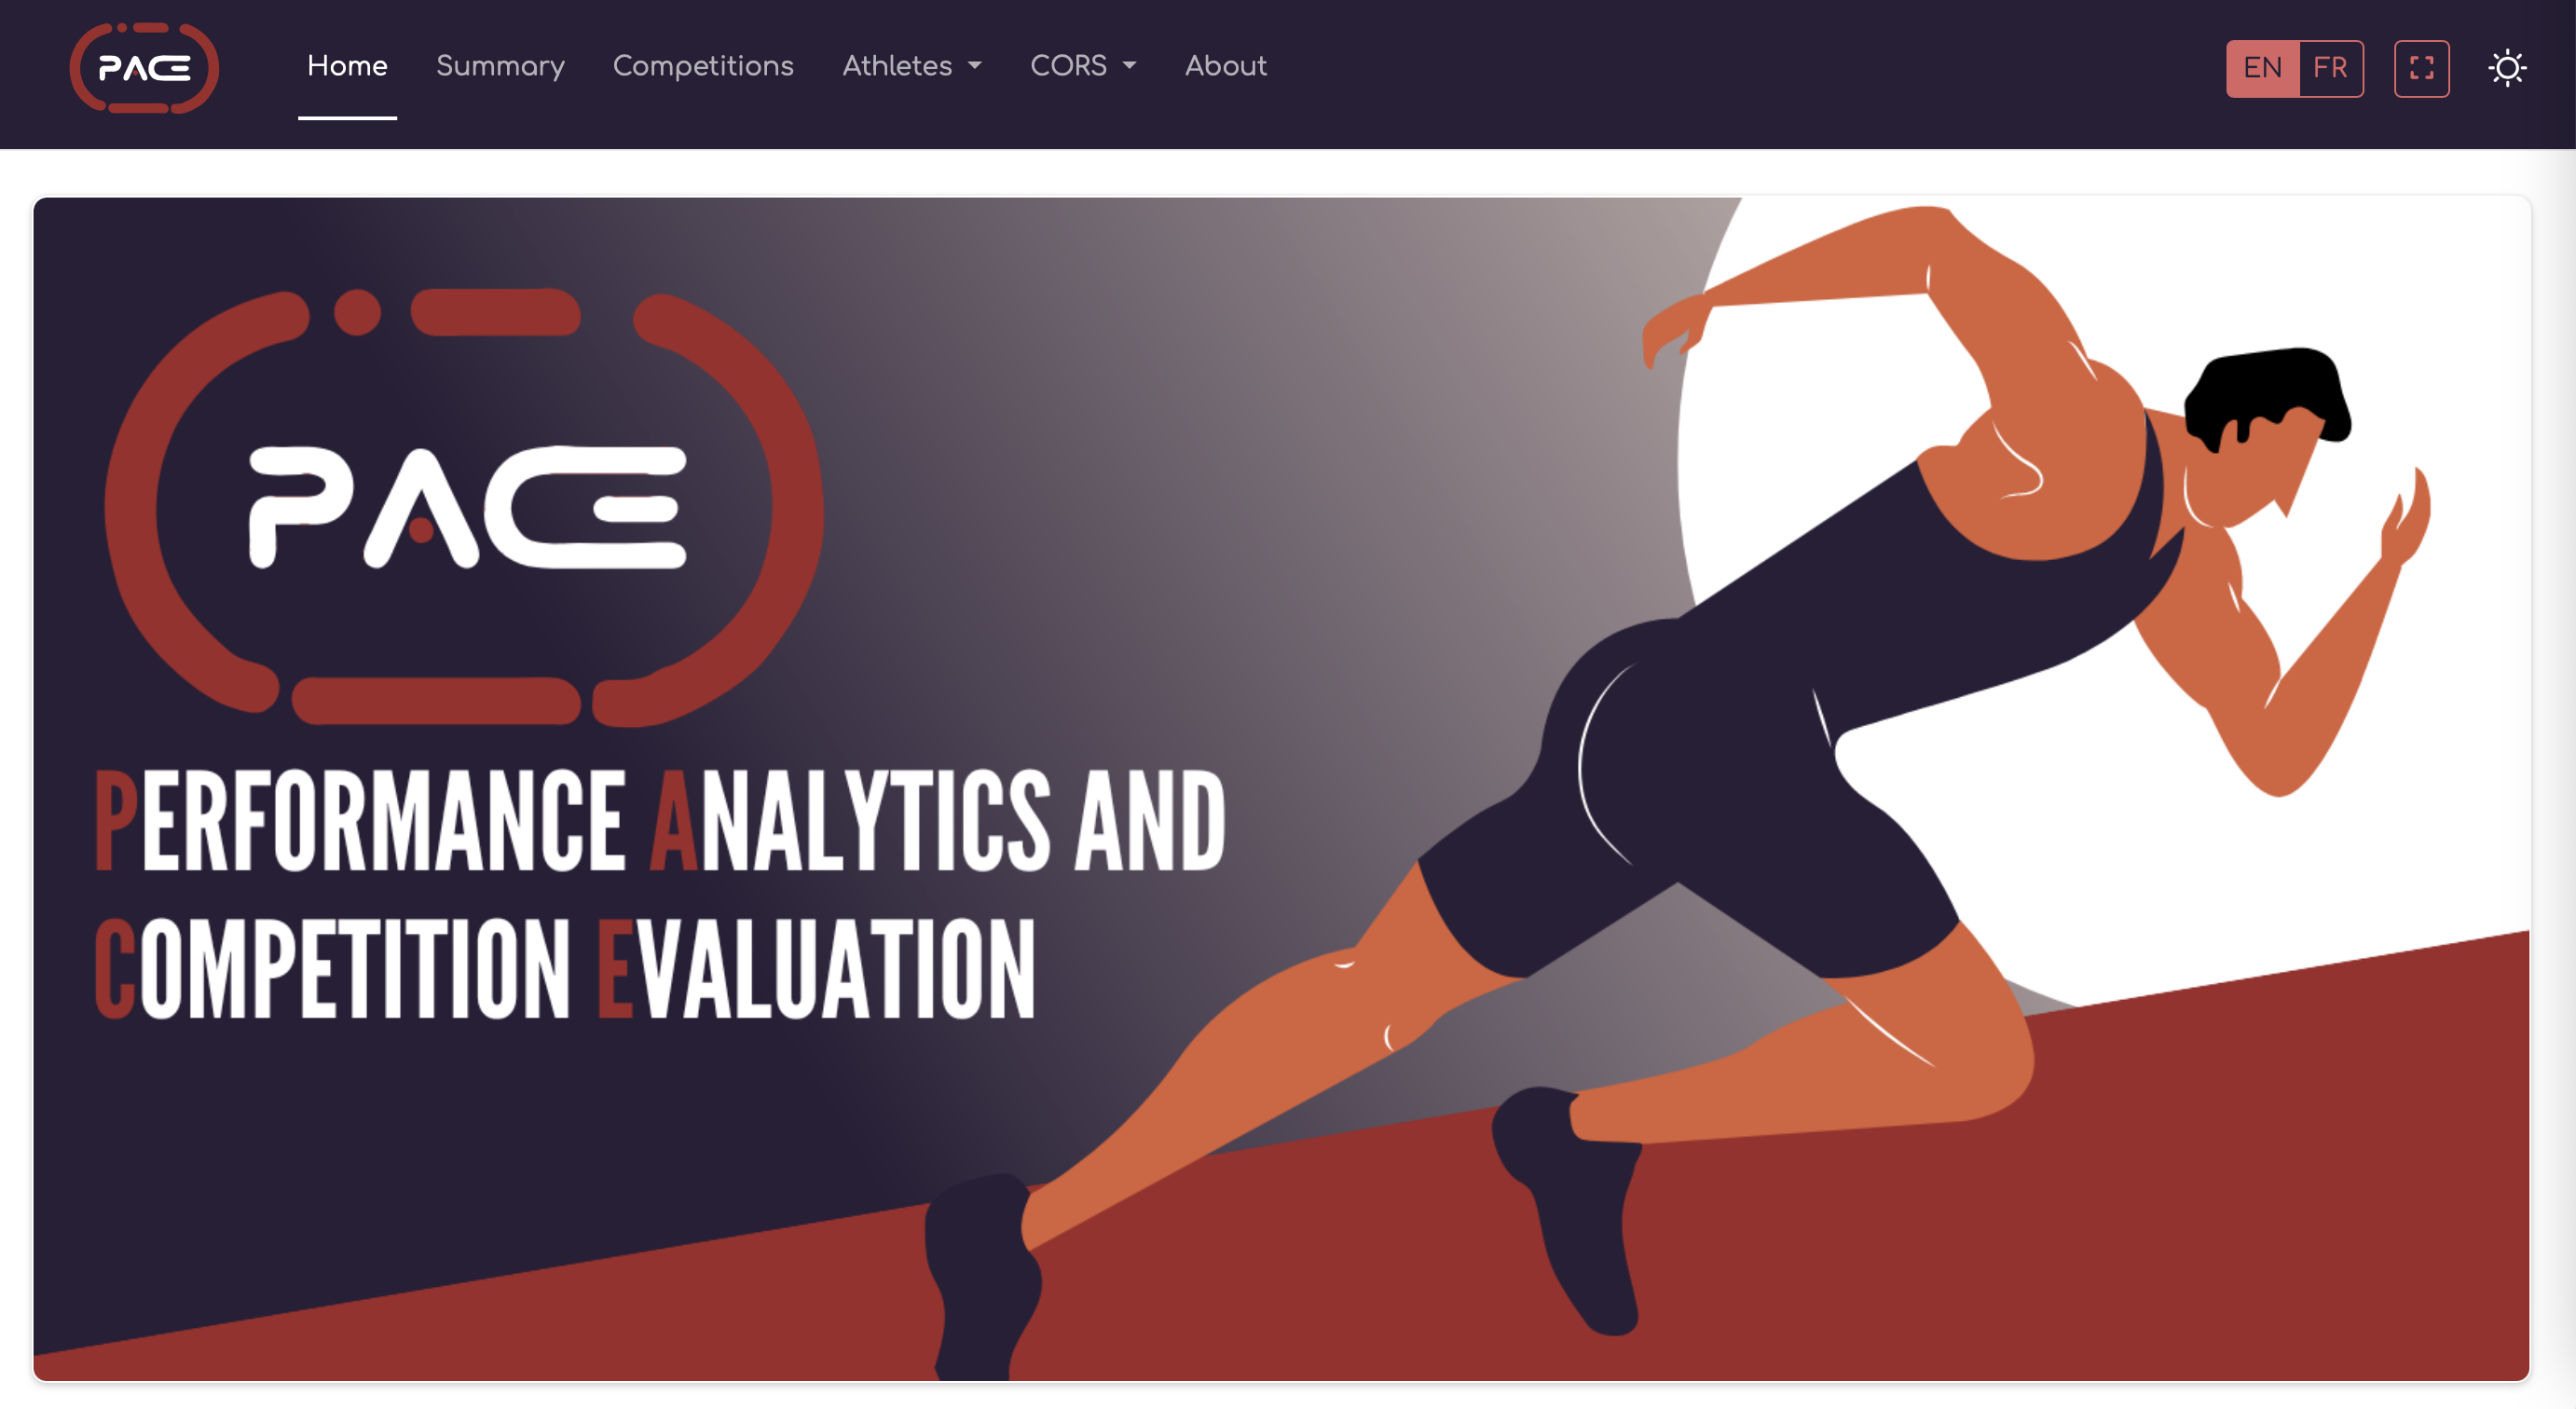 PACE
Home Summary Competitions Athletes CORS About
EN FR
PACE
PERFORMANCE ANALYTICS AND
COMPETITION EVALUATION